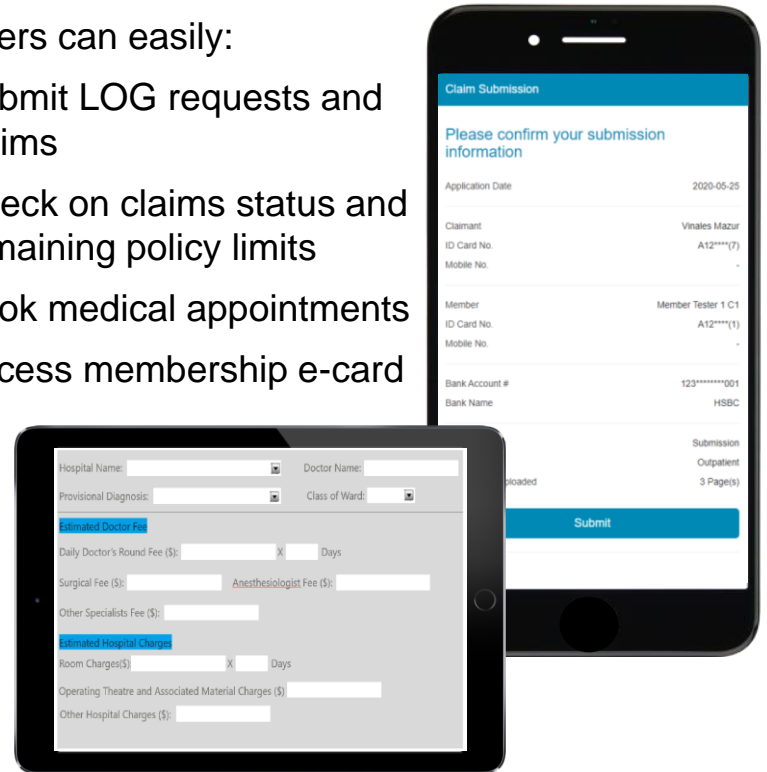 ers can easily:
bmit LOG requests and
ims
eck on claims status and
maining policy limits
ok medical appointments
cess membership e-card
Claim Submission
Please confirm your submission
information
Application Date 2020-05-25
Claimant Vinales Mazur
ID Card No. A12****(7)
Mobile No. -
Member Member Tester 1 C1
ID Card No. A12****(1)
Mobile No. -
Bank Account # 123********001
Bank Name HSBC
Submission
Outpatient
ploaded 3 Page(s)
Submit
Hospital Name: Doctor Name:
Provisional Diagnosis: Class of Ward:
Estimated Doctor Fee
Daily Doctor's Round Fee ($): X Days
Surgical Fee ($): Anesthesiologist Fee ($):
Other Specialists Fee ($):
Estimated Hospital Charges
Room Charges($) X Days
Operating Theatre and Associated Material Charges ($)
Other Hospital Charges ($):